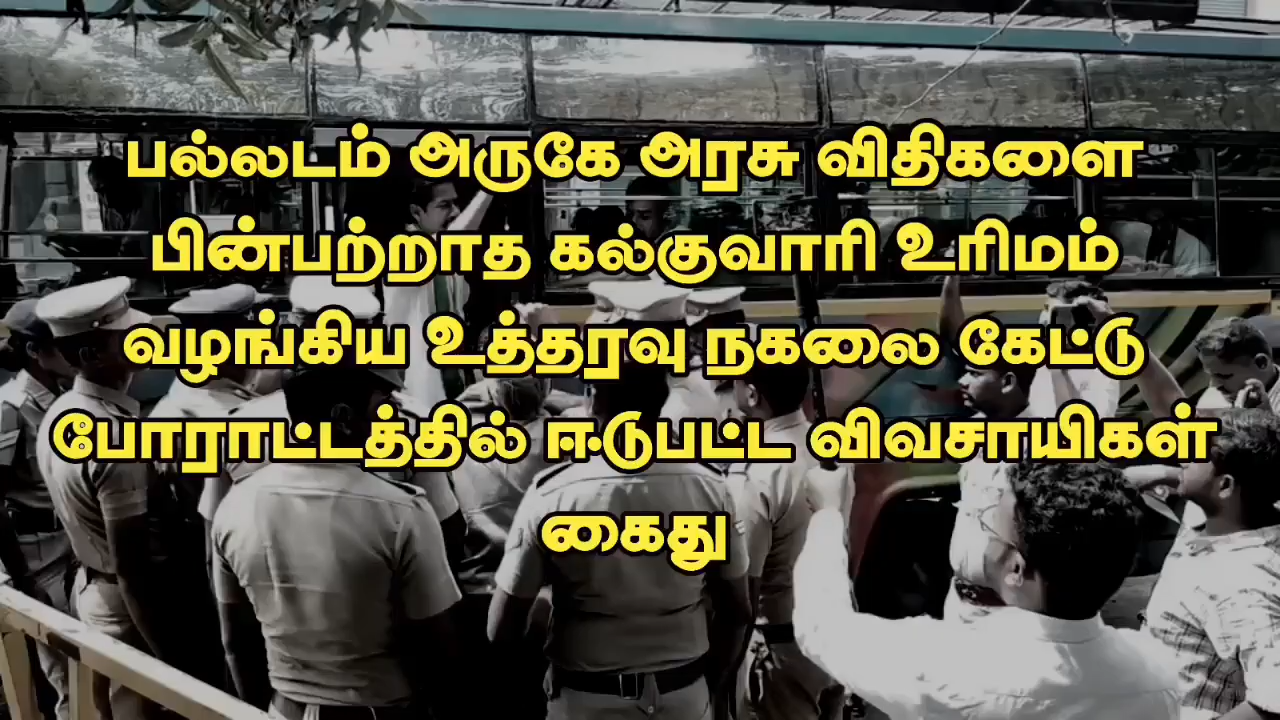 பல்லடம் அருகே அரசு விதிகளை
பின்பற்றாத கல்குவாரி உரிமம்
வழங்கிய உத்தரவு நகலை கேட்டு
போராட்டத்தில் ஈடுபட்ட விவசாயிகள்
கைது